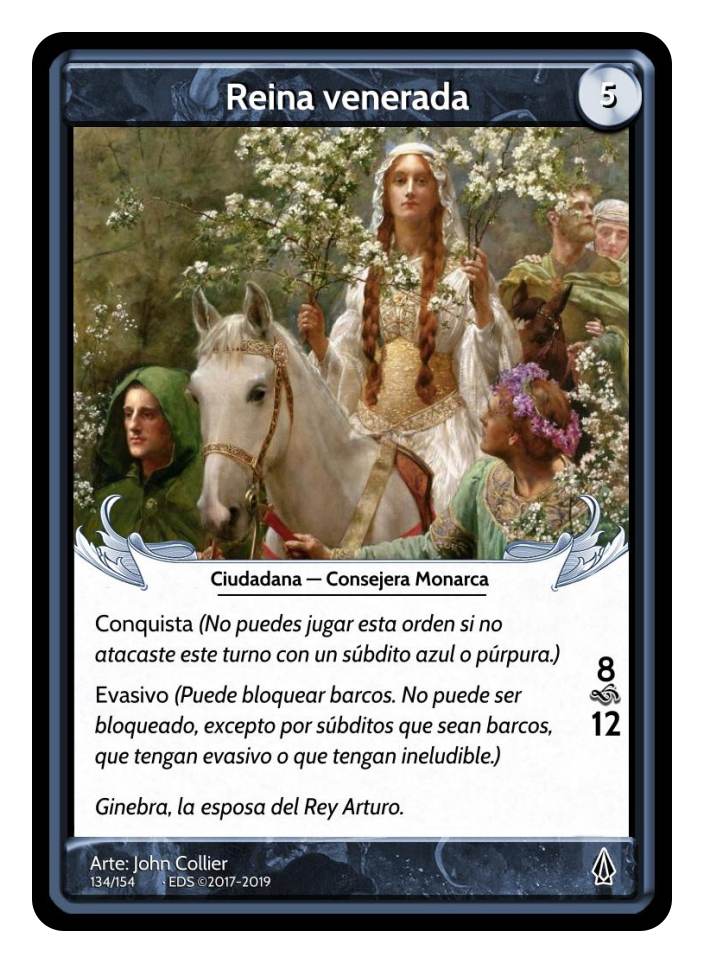 Reina venerada
5
Ciudadana — Consejera Monarca
Conquista (No puedes jugar esta orden si no
atacaste este turno con un súbdito azul o púrpura.)
Evasivo (Puede bloquear barcos. No puede ser
bloqueado, excepto por súbditos que sean barcos,
que tengan evasivo o que tengan ineludible.)
8
12
Ginebra, la esposa del Rey Arturo.
Arte: John Collier
134/154 · EDS ©2017-2019